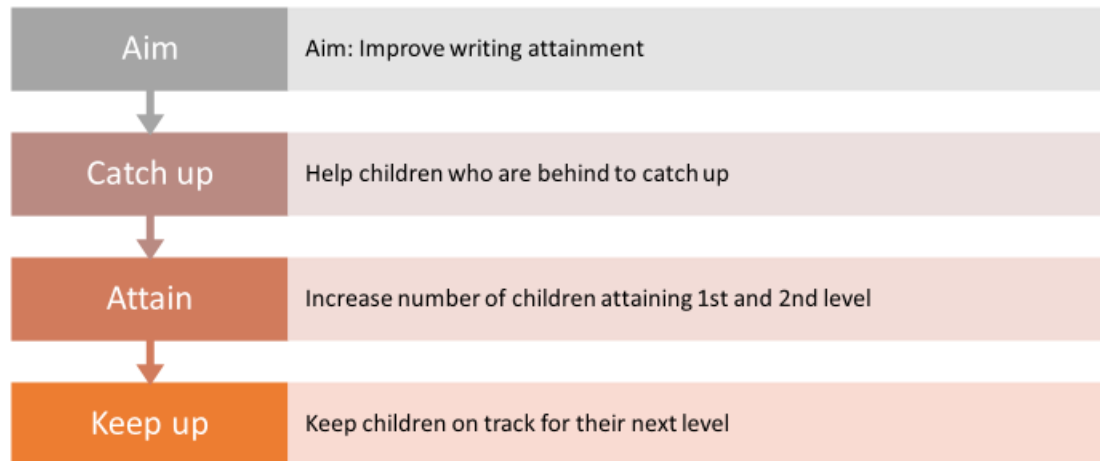 Aim
Aim: Improve writing attainment
Catch up
Help children who are behind to catch up
Attain
Increase number of children attaining 1st and 2nd level
Keep up
Keep children on track for their next level